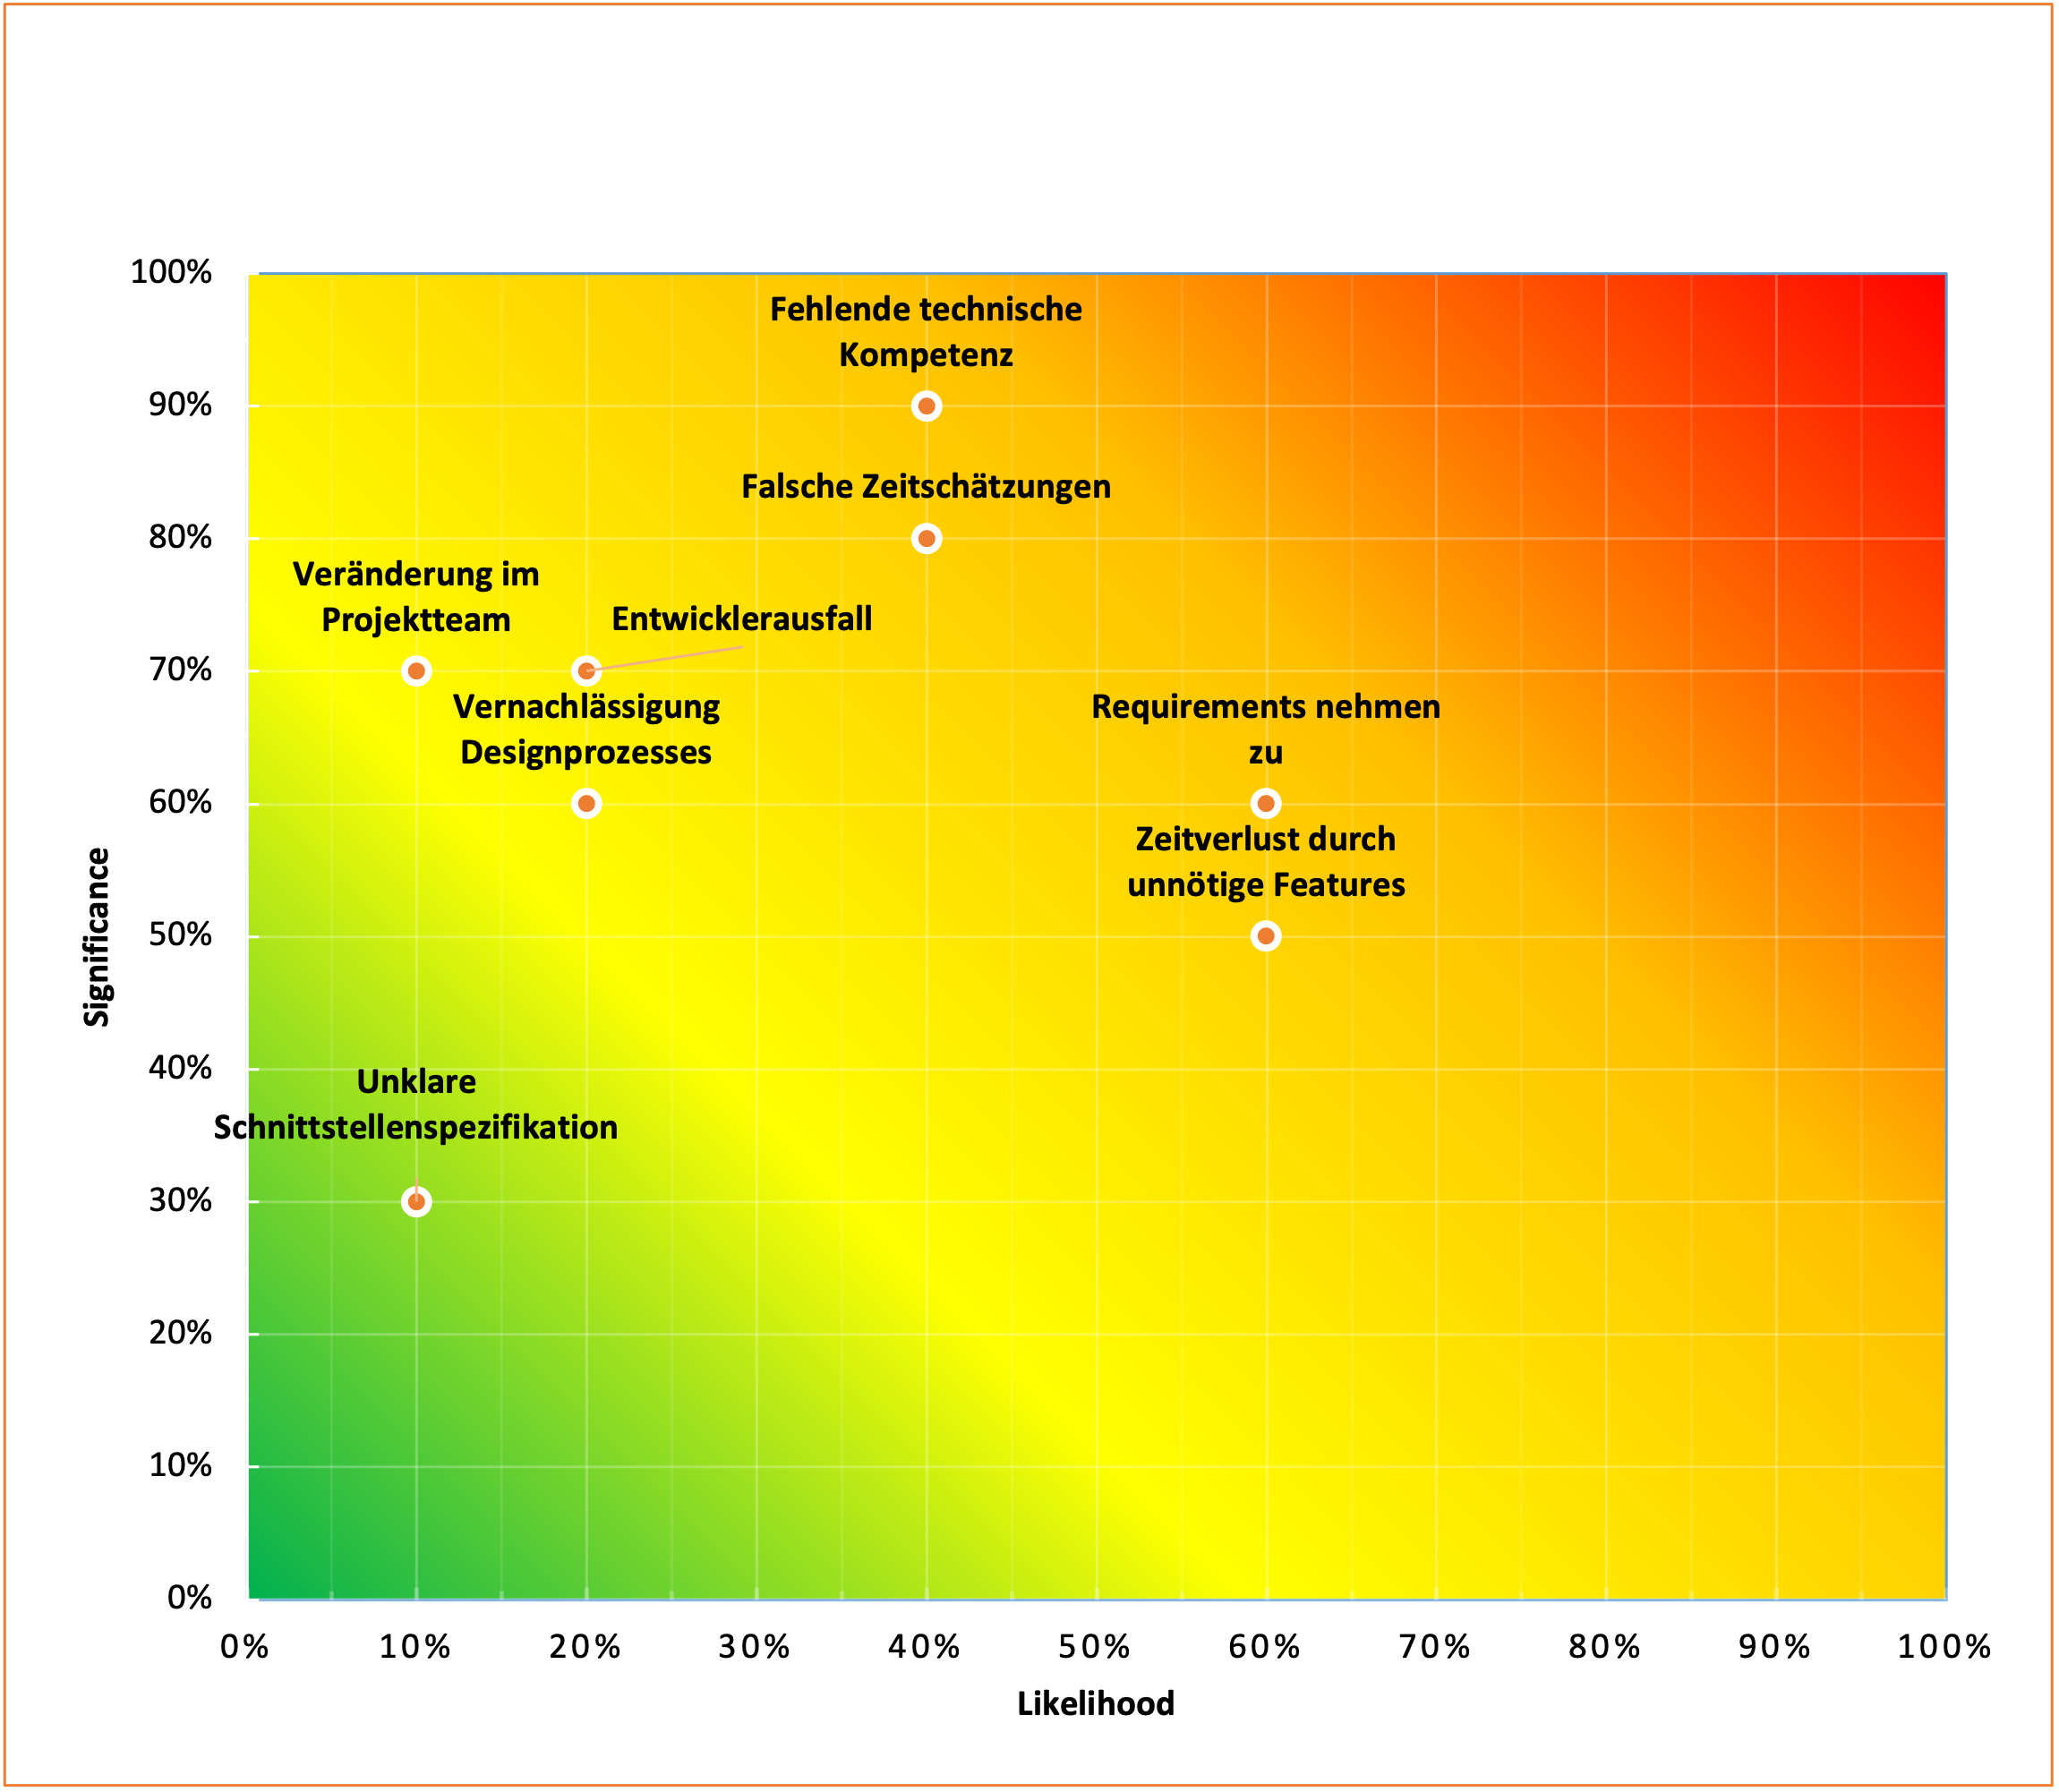 100%
Fehlende technische
Kompetenz
90%
Falsche Zeitschätzungen
80%
Veränderung im
Projektteam
Entwicklerausfall
70%
Vernachlässigung
Designprozesses
Requirements nehmen
zu
60%
Zeitverlust durch
unnötige Features
50%
Significance
40%
Unklare
Schnittstellenspezifikation
30%
20%
10%
0%
0% 10% 20% 30% 40% 50% 60% 70% 80% 90% 100%
Likelihood